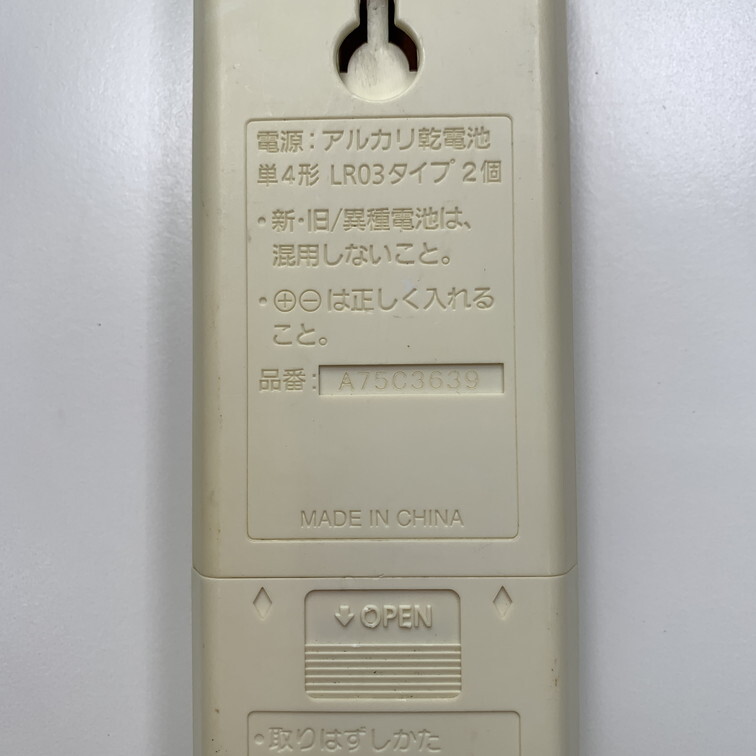 電源：アルカリ乾電池
単4形 LR03タイプ 2個
・新・旧/異種電池は、
混用しないこと。
・⊕⊖は正しく入れる
こと。
品番： A75C3639
MADE IN CHINA
OPEN
・取りはずしかた